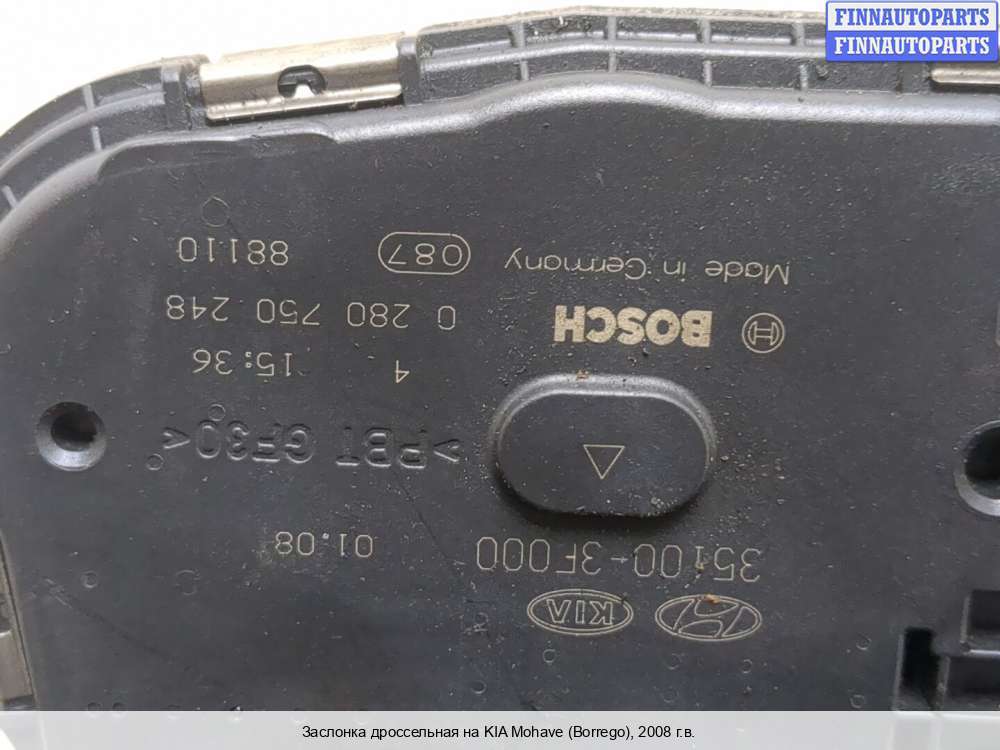 FINNAUTOPARTS
FINNAUTOPARTS
KIA
35100-3F000
01.08
>PBT GF30<
4 15:36
BOSCH
0 280 750 248
Made in Germany
087
88110
Заслонка дроссельная на KIA Mohave (Borrego), 2008 г.в.